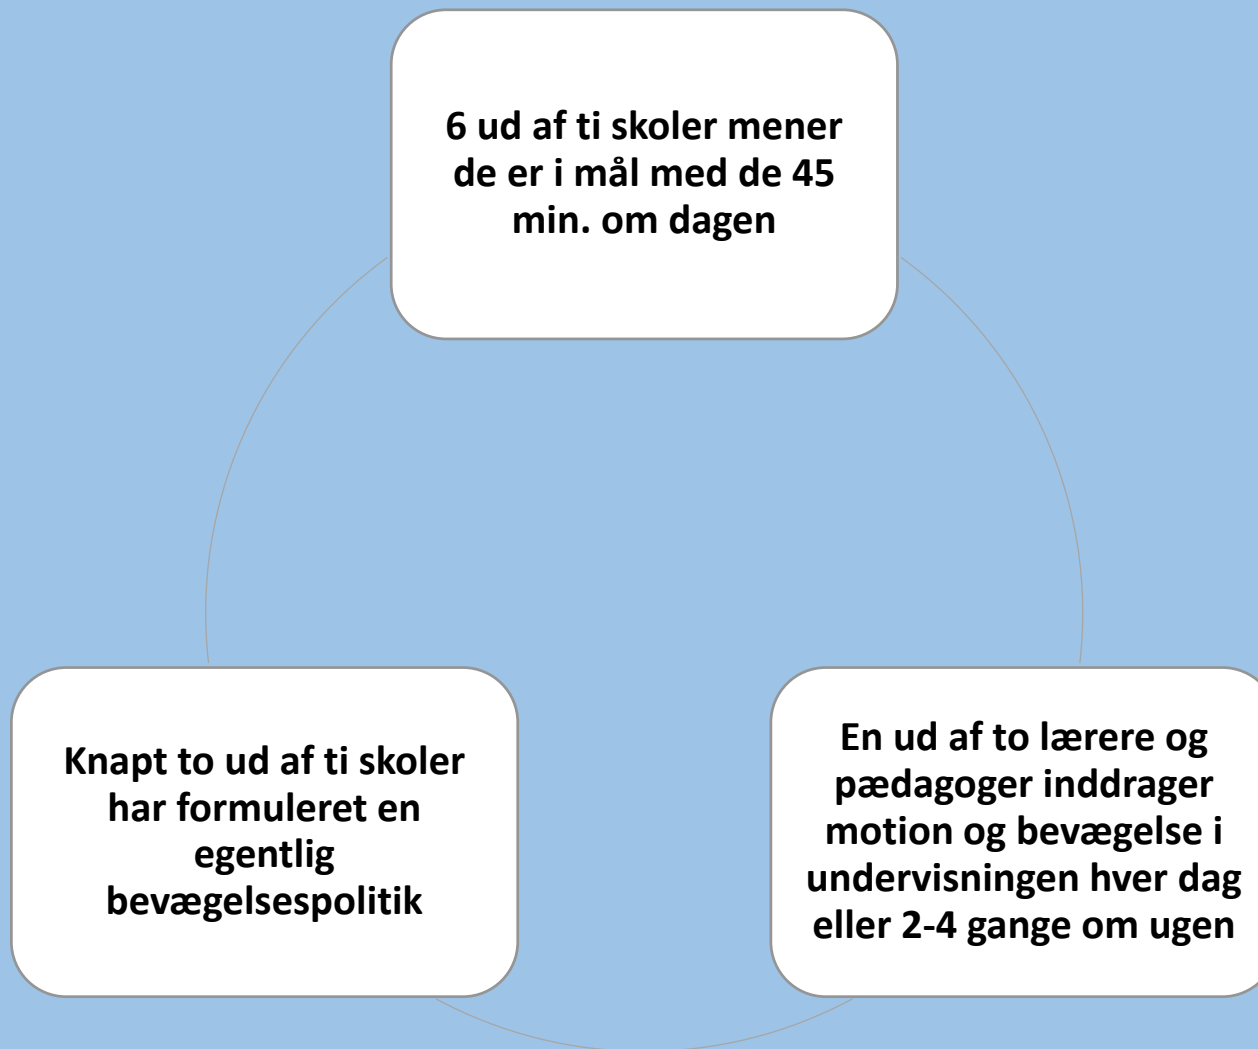 6 ud af ti skoler mener
de er i mål med de 45
min. om dagen
Knapt to ud af ti skoler
har formuleret en
egentlig
bevægelsespolitik
En ud af to lærere og
pædagoger inddrager
motion og bevægelse i
undervisningen hver dag
eller 2-4 gange om ugen